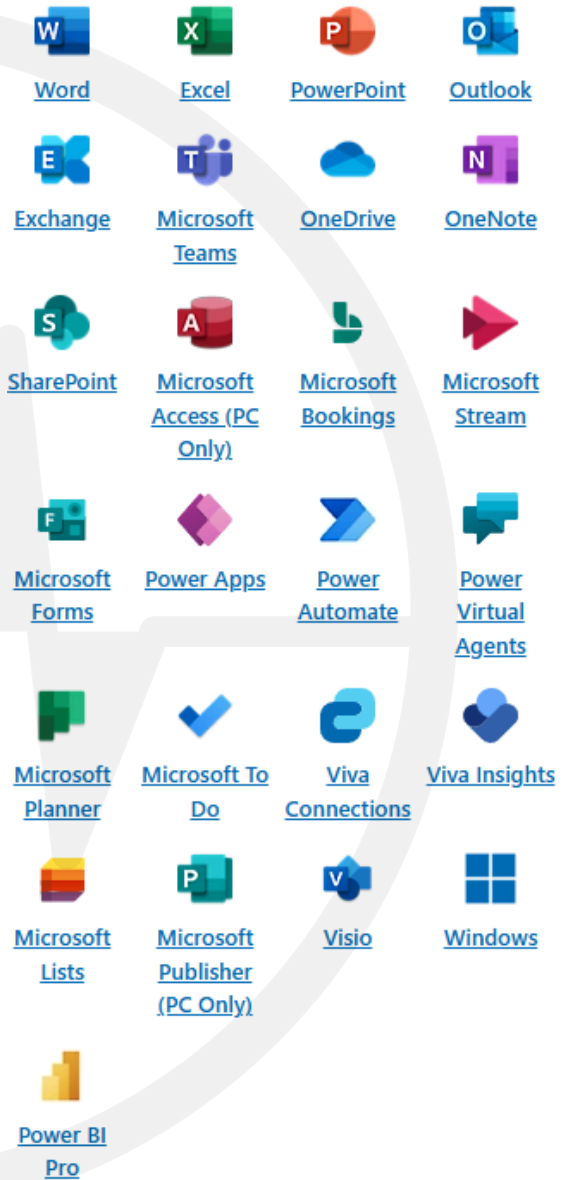 W
X
P
O
Word
Excel
PowerPoint
Outlook
E
T
N
Exchange
Microsoft
Teams
OneDrive
OneNote
S
A
SharePoint
Microsoft
Access (PC
Only)
Microsoft
Bookings
Microsoft
Stream
F
Microsoft
Forms
Power Apps
Power
Automate
Power
Virtual
Agents
Microsoft
Planner
Microsoft To
Do
Viva
Connections
Viva Insights
P
V
Microsoft
Lists
Microsoft
Publisher
(PC Only)
Visio
Windows
Power BI
Pro